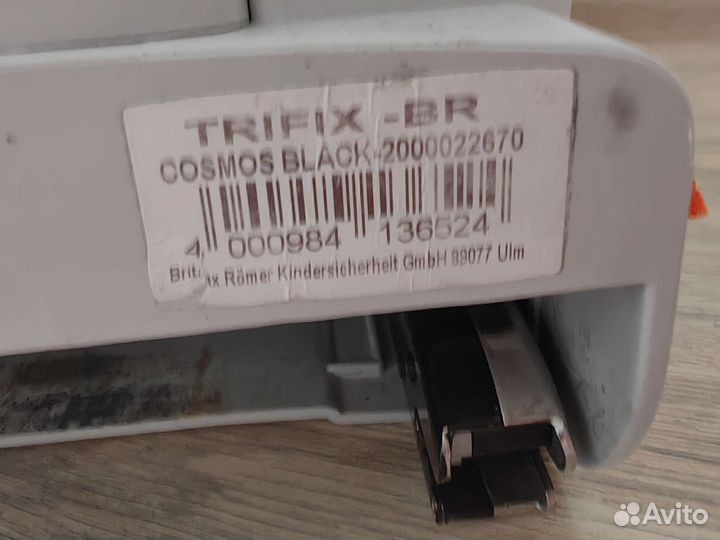 TRIFIX -BR
COSMOS BLACK-2000022670
4 000984 136524
Römer Kindersicherheit GmbH 89077 Ulm
Avito